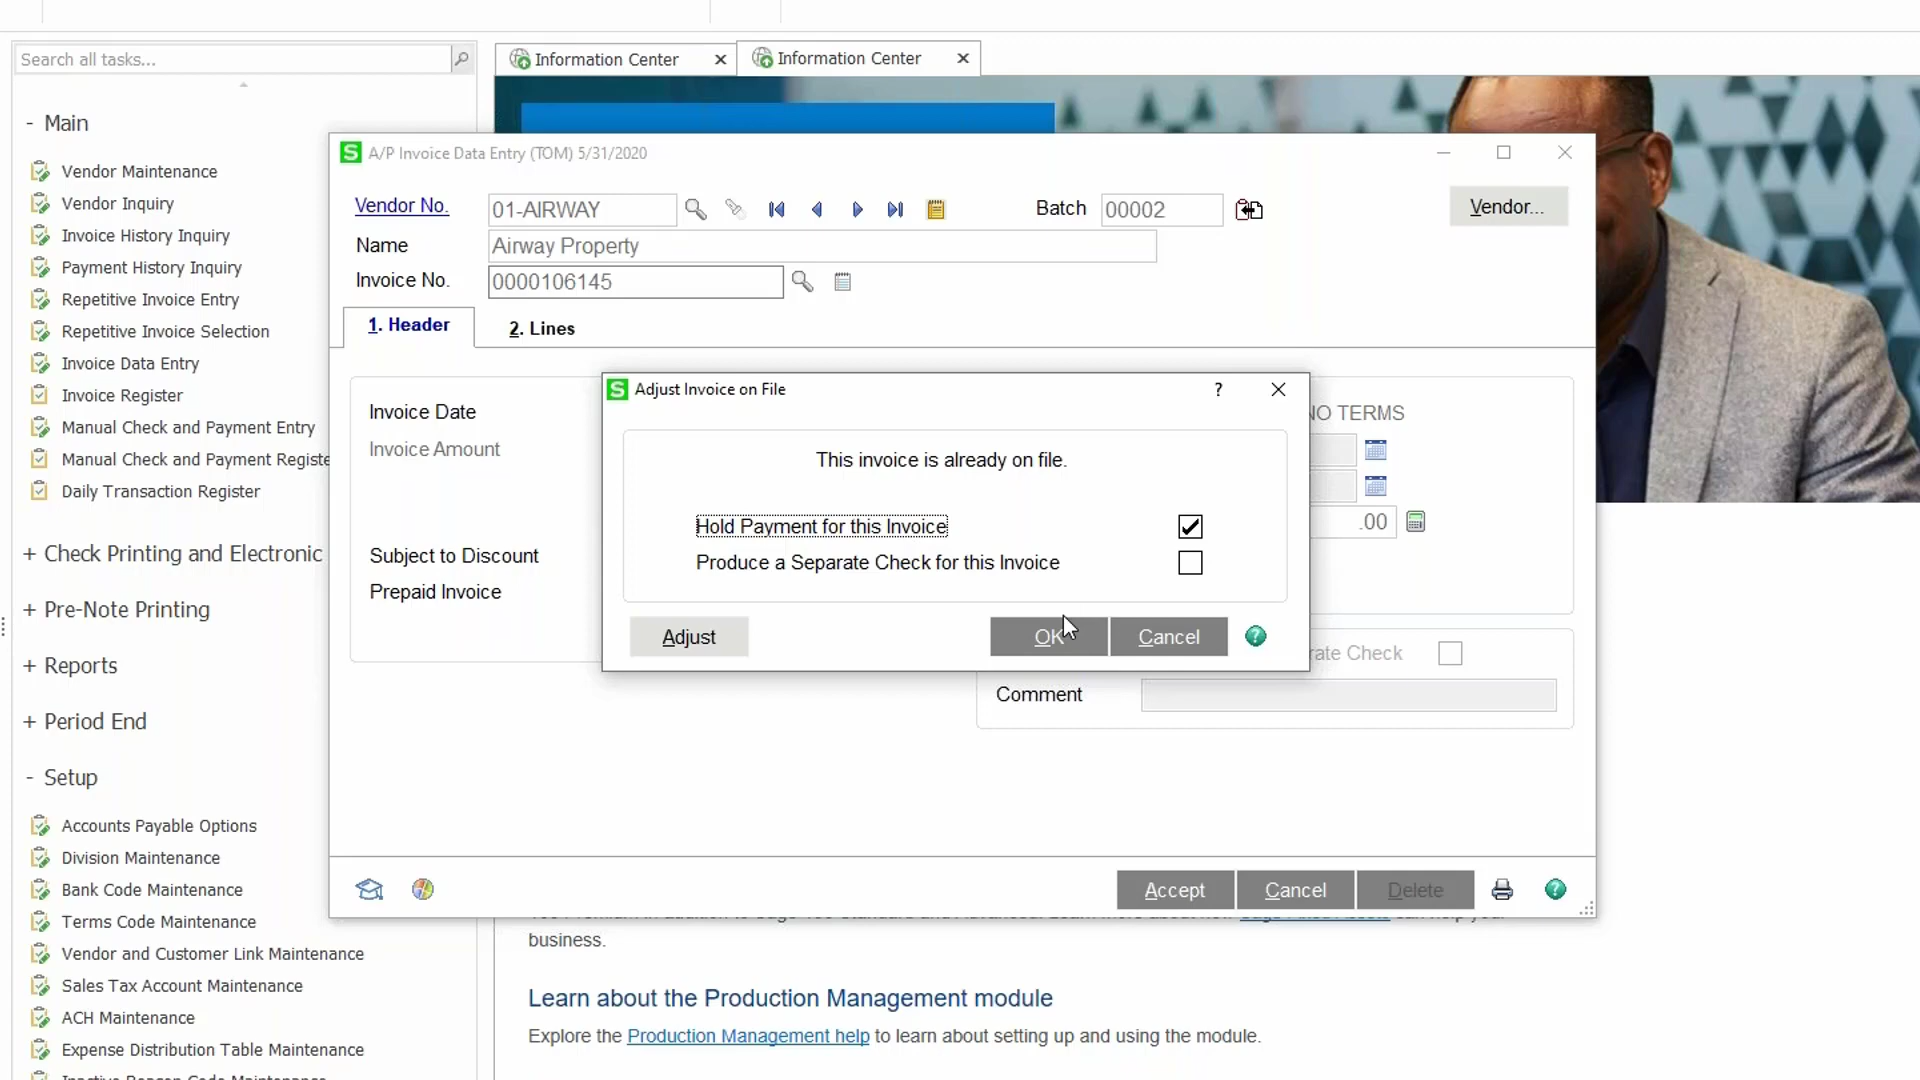 Search all tasks...
Information Center
Information Center
- Main
Vendor Maintenance
Vendor Inquiry
Invoice History Inquiry
Payment History Inquiry
Repetitive Invoice Entry
Repetitive Invoice Selection
Invoice Data Entry
Invoice Register
Manual Check and Payment Entry
Manual Check and Payment Registe
Daily Transaction Register
+ Check Printing and Electronic
+ Pre-Note Printing
+ Reports
+ Period End
- Setup
Accounts Payable Options
Division Maintenance
Bank Code Maintenance
Terms Code Maintenance
Vendor and Customer Link Maintenance
Sales Tax Account Maintenance
ACH Maintenance
Expense Distribution Table Maintenance
S A/P Invoice Data Entry (TOM) 5/31/2020
Vendor No. 01-AIRWAY Batch 00002 Vendor...
Name Airway Property
Invoice No. 0000106145
1. Header 2. Lines
Invoice Date NO TERMS
Invoice Amount
.00
Subject to Discount
Prepaid Invoice
rate Check
Comment
S Adjust Invoice on File ?
This invoice is already on file.
Hold Payment for this Invoice
Produce a Separate Check for this Invoice
Adjust OK Cancel ?
Accept Cancel Delete ?
business.
Learn about the Production Management module
Explore the Production Management help to learn about setting up and using the module.